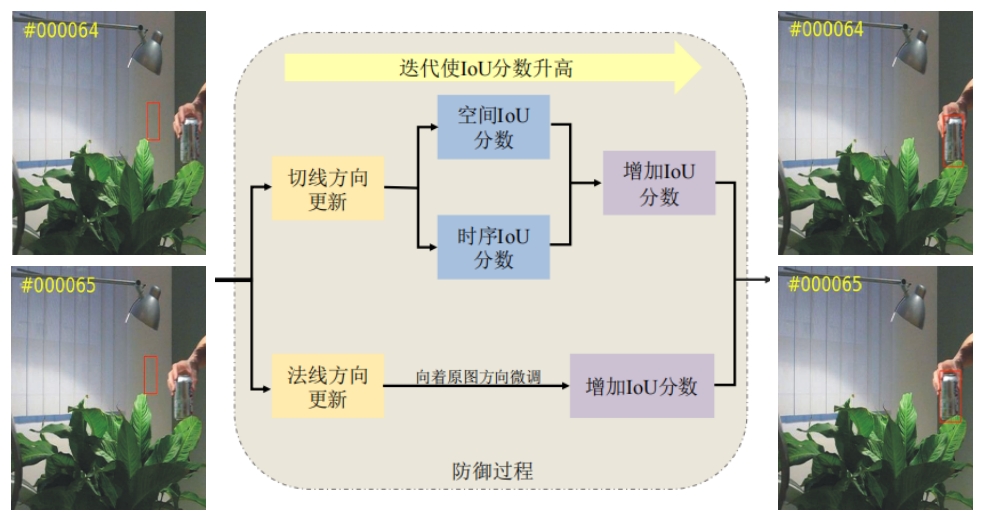 #000064
#000065
迭代使IoU分数升高
切线方向
更新
空间IoU
分数
时序IoU
分数
增加IoU
分数
法线方向
更新
向着原图方向微调
增加IoU分数
防御过程
#000064
#000065